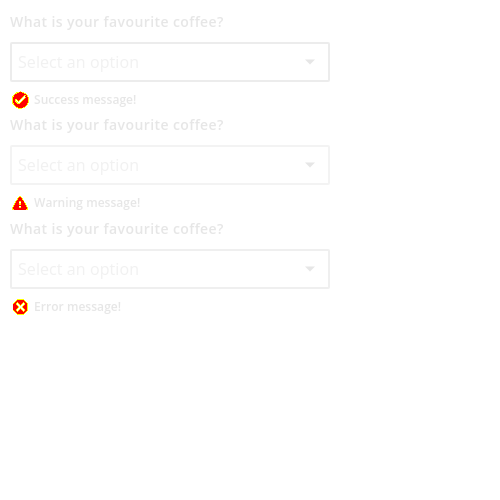 What is your favourite coffee?
Select an option
Success message!
What is your favourite coffee?
Select an option
Warning message!
What is your favourite coffee?
Select an option
Error message!